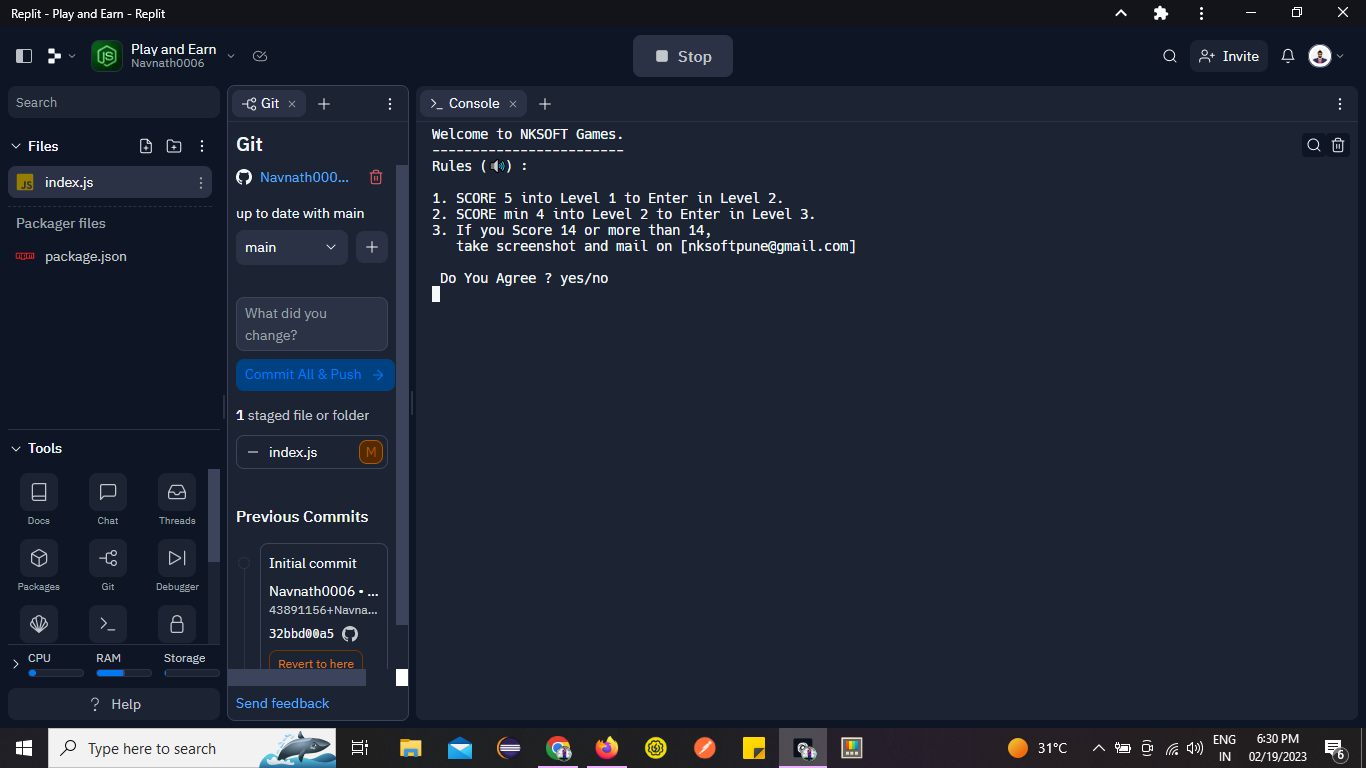 Replit - Play and Earn - Replit
JS
Play and Earn
Navnath0006
Stop
Invite
Search
Files
JS
index.js
Packager files
package.json
Tools
Docs
Chat
Threads
Packages
Git
Debugger
CPU
RAM
Storage
? Help
Git
Git
Navnath000...
up to date with main
main
What did you
change?
Commit All & Push
1 staged file or folder
index.js
M
Previous Commits
Initial commit
Navnath0006 • ...
43891156+Navna...
32bbd00a5
Revert to here
Send feedback
Console
Welcome to NKSOFT Games.
------------------------
Rules (🔊) :
1. SCORE 5 into Level 1 to Enter in Level 2.
2. SCORE min 4 into Level 2 to Enter in Level 3.
3. If you Score 14 or more than 14,
take screenshot and mail on [nksoftpune@gmail.com]
Do You Agree ? yes/no
Type here to search
31°C
ENG
IN
6:30 PM
02/19/2023
6